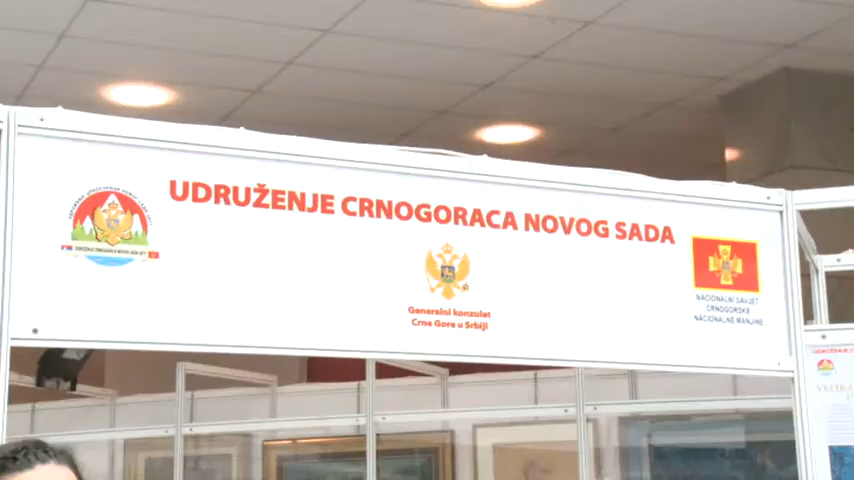 UDRUŽENJE CRNOGORACA NOVOG SADA
Generalni konzulat
Crne Gore u Srbiji
NACIONALNI SAVJET
CRNOGORSKE
NACIONALNE MANJINE